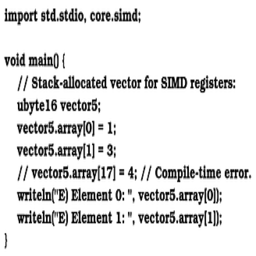 import std.stdio, core.simd;
void main() {
// Stack-allocated vector for SIMD registers:
ubyte16 vector5;
vector5.array[0] = 1;
vector5.array[1] = 3;
// vector5.array[17] = 4; // Compile-time error.
writeln("E) Element 0: ", vector5.array[0]);
writeln("E) Element 1: ", vector5.array[1]);
}